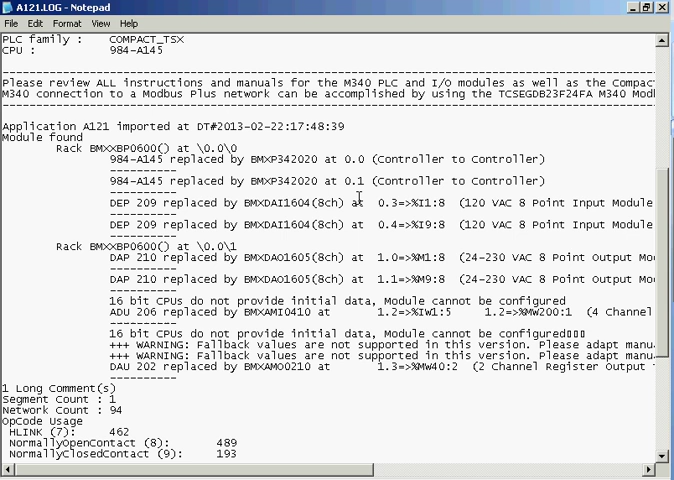 A121.LOG - Notepad
File Edit Format View Help
PLC family : COMPACT_TSX
CPU : 984-A145
--------------------------------------------------------------------------------
Please review ALL instructions and manuals for the M340 PLC and I/O modules as well as the Compac
M340 connection to a Modbus Plus network can be accomplished by using the TCSEGDB23F24FA M340 Mod
--------------------------------------------------------------------------------
Application A121 imported at DT#2013-02-22:17:48:39
Module found
Rack BMXXBP0600() at \0.0\0
984-A145 replaced by BMXP342020 at 0.0 (Controller to Controller)
----------
984-A145 replaced by BMXP342020 at 0.1 (Controller to Controller)
----------
DEP 209 replaced by BMXDAI1604(8ch) at 0.3=>%I1:8 (120 VAC 8 Point Input Module
----------
DEP 209 replaced by BMXDAI1604(8ch) at 0.4=>%I9:8 (120 VAC 8 Point Input Module
----------
Rack BMXXBP0600() at \0.0\1
DAP 210 replaced by BMXDAO1605(8ch) at 1.0=>%M1:8 (24-230 VAC 8 Point Output Mo
----------
DAP 210 replaced by BMXDAO1605(8ch) at 1.1=>%M9:8 (24-230 VAC 8 Point Output Mo
----------
16 bit CPUs do not provide initial data, Module cannot be configured
ADU 206 replaced by BMXAMI0410 at 1.2=>%IW1:5 1.2=>%MW200:1 (4 Channel
----------
16 bit CPUs do not provide initial data, Module cannot be configured▯▯▯
+++ WARNING: Fallback values are not supported in this version. Please adapt manu
+++ WARNING: Fallback values are not supported in this version. Please adapt manu
DAU 202 replaced by BMXAMO0210 at 1.3=>%MW40:2 (2 Channel Register Output
----------
1 Long Comment(s)
Segment Count : 1
Network Count : 94
OpCode Usage
HLINK (7): 462
NormallyOpenContact (8): 489
NormallyClosedContact (9): 193